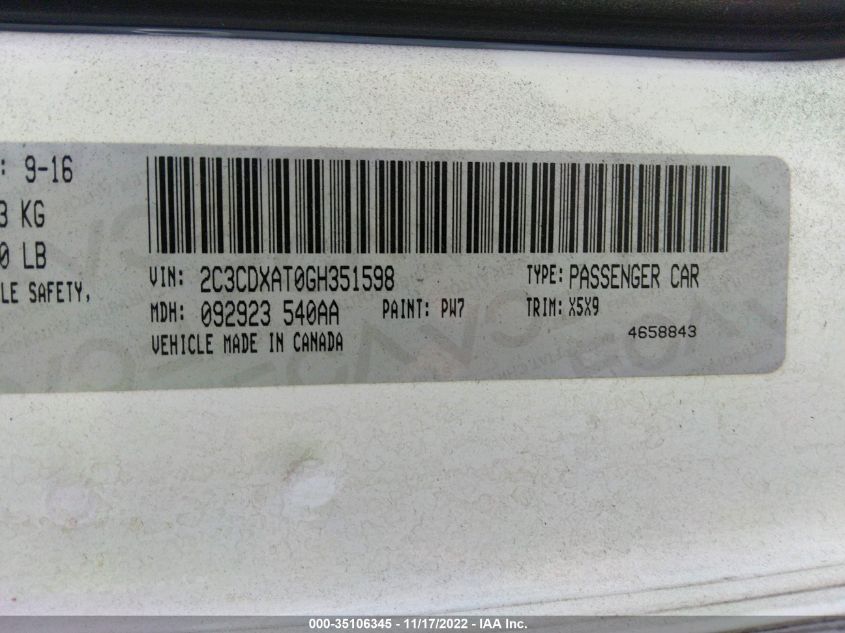 : 9-16
3 KG
0 LB
LE SAFETY,
VIN: 2C3CDXAT0GH351598
TYPE: PASSENGER CAR
MDH: 092923 540AA
PAINT: PW7
TRIM: X5X9
VEHICLE MADE IN CANADA
4658843
000-35106345 - 11/17/2022 - IAA Inc.